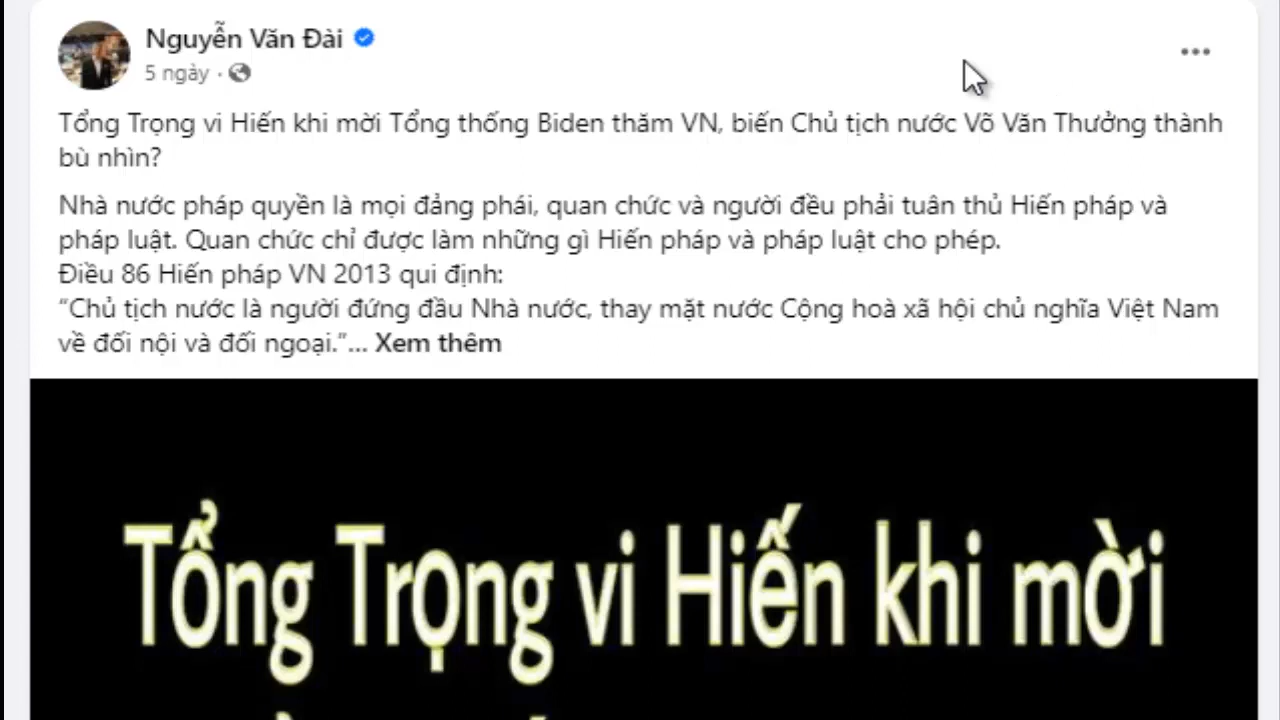 Nguyễn Văn Đài
5 ngày ·
Tổng Trọng vi Hiến khi mời Tổng thống Biden thăm VN, biến Chủ tịch nước Võ Văn Thưởng thành
bù nhìn?
Nhà nước pháp quyền là mọi đảng phái, quan chức và người đều phải tuân thủ Hiến pháp và
pháp luật. Quan chức chỉ được làm những gì Hiến pháp và pháp luật cho phép.
Điều 86 Hiến pháp VN 2013 qui định:
“Chủ tịch nước là người đứng đầu Nhà nước, thay mặt nước Cộng hoà xã hội chủ nghĩa Việt Nam
về đối nội và đối ngoại.”... Xem thêm
Tổng Trọng vi Hiến khi mời